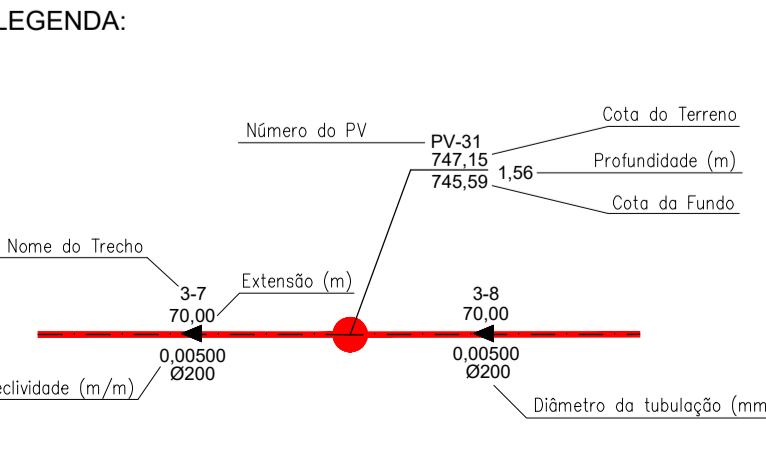 LEGENDA:
Cota do Terreno
Número do PV
PV-31
747,15
1,56
Profundidade (m)
745,59
Cota da Fundo
Nome do Trecho
Extensão (m)
3-7
70,00
3-8
70,00
0,00500
Ø200
0,00500
Ø200
eclividade (m/m)
Diâmetro da tubulação (mm